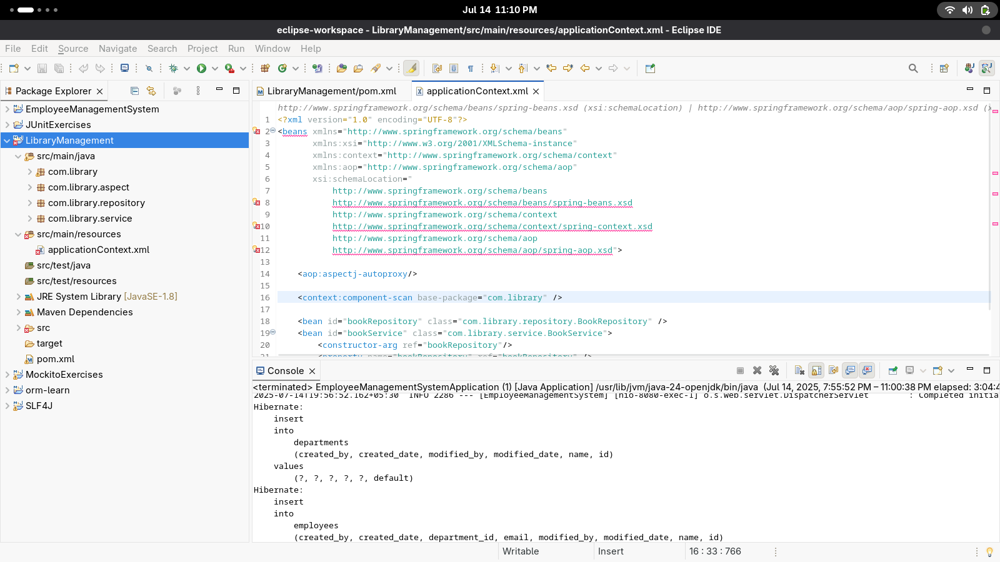 Jul 14 11:10 PM
eclipse-workspace - LibraryManagement/src/main/resources/applicationContext.xml - Eclipse IDE
File Edit Source Navigate Search Project Run Window Help
Package Explorer
EmployeeManagementSystem
JUnitExercises
LibraryManagement
src/main/java
com.library
com.library.aspect
com.library.repository
com.library.service
src/main/resources
applicationContext.xml
src/test/java
src/test/resources
JRE System Library [JavaSE-1.8]
Maven Dependencies
src
target
pom.xml
MockitoExercises
orm-learn
SLF4J
LibraryManagement/pom.xml applicationContext.xml
http://www.springframework.org/schema/beans/spring-beans.xsd (xsi:schemaLocation) | http://www.springframework.org/schema/aop/spring-aop.xsd (x
1 <?xml version="1.0" encoding="UTF-8"?>
2 <beans xmlns="http://www.springframework.org/schema/beans"
3 xmlns:xsi="http://www.w3.org/2001/XMLSchema-instance"
4 xmlns:context="http://www.springframework.org/schema/context"
5 xmlns:aop="http://www.springframework.org/schema/aop"
6 xsi:schemaLocation="
7 http://www.springframework.org/schema/beans
8 http://www.springframework.org/schema/beans/spring-beans.xsd
9 http://www.springframework.org/schema/context
10 http://www.springframework.org/schema/context/spring-context.xsd
11 http://www.springframework.org/schema/aop
12 http://www.springframework.org/schema/aop/spring-aop.xsd">
13
14 <aop:aspectj-autoproxy/>
15
16 <context:component-scan base-package="com.library" />
17
18 <bean id="bookRepository" class="com.library.repository.BookRepository" />
19 <bean id="bookService" class="com.library.service.BookService">
20 <constructor-arg ref="bookRepository"/>
21 <property name="bookRepository" ref="bookRepository" />
Console
<terminated> EmployeeManagementSystemApplication (1) [Java Application] /usr/lib/jvm/java-24-openjdk/bin/java (Jul 14, 2025, 7:55:52 PM – 11:00:38 PM elapsed: 3:04:4
2025-07-14T19:56:52.162+05:30 INFO 2286 --- [EmployeeManagementSystem] [nio-8080-exec-1] o.s.web.servlet.DispatcherServlet : Completed initia
Hibernate:
insert
into
departments
(created_by, created_date, modified_by, modified_date, name, id)
values
(?, ?, ?, ?, ?, default)
Hibernate:
insert
into
employees
(created_by, created_date, department_id, email, modified_by, modified_date, name, id)
Writable Insert 16 : 33 : 766